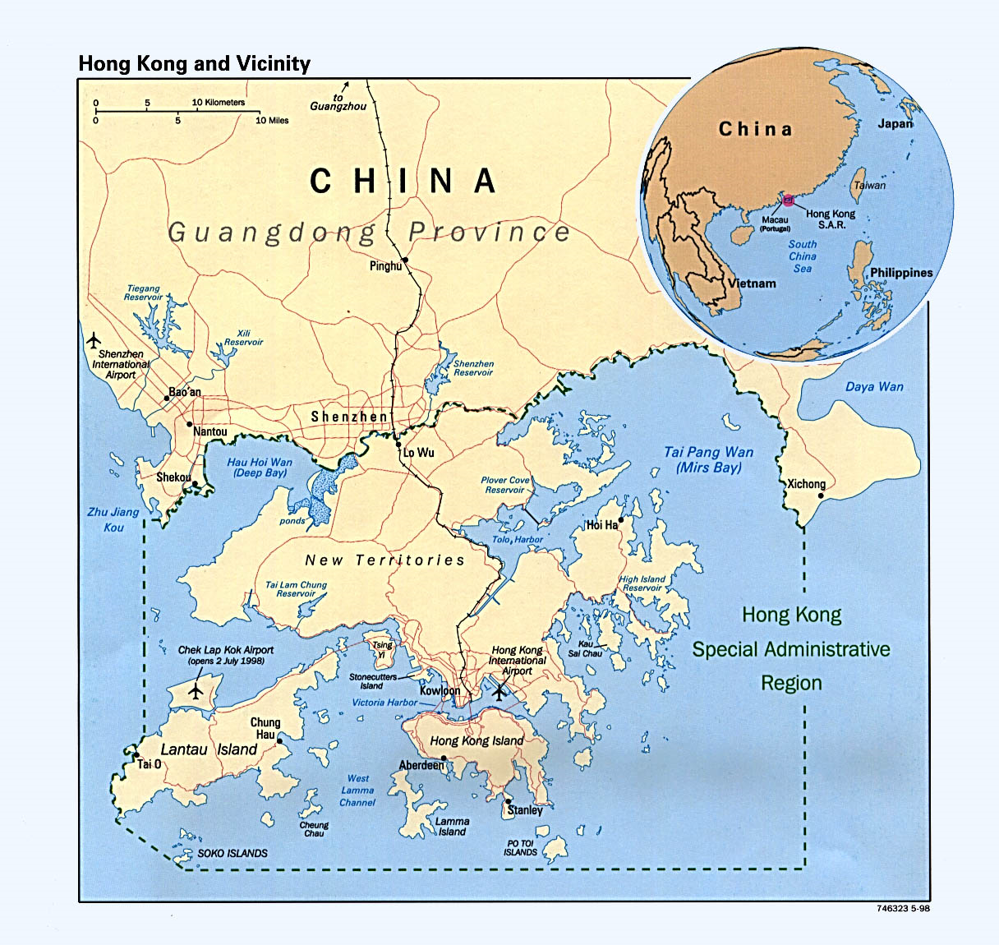 Hong Kong and Vicinity
0 5 10 Kilometers
0 5 10 Miles
to
Guangzhou
CHINA
Guangdong Province
Pinghu
Tiegang
Reservoir
Xili
Reservoir
Shenzhen
International
Airport
Shenzhen
Reservoir
Bao'an
Shenzhen
Nantou
Lo Wu
Hau Hoi Wan
(Deep Bay)
Shekou
Zhu Jiang
Kou
ponds
Plover Cove
Reservoir
Tai Pang Wan
(Mirs Bay)
Daya Wan
Xichong
Hoi Ha
Tolo Harbor
New Territories
Tai Lam Chung
Reservoir
High Island
Reservoir
Hong Kong
Special Administrative
Region
Chek Lap Kok Airport
(opens 2 July 1998)
Tsing
Yi
Kau
Sai Chau
Hong Kong
International
Airport
Stonecutters
Island
Kowloon
Victoria Harbor
Chung
Hau
Lantau Island
Tai O
Hong Kong Island
Aberdeen
West
Lamma
Channel
Stanley
Cheung
Chau
Lamma
Island
PO TOI
ISLANDS
SOKO ISLANDS
China
Japan
Taiwan
Macau
(Portugal)
Hong Kong
S.A.R.
South
China
Sea
Philippines
Vietnam
746323 5-98